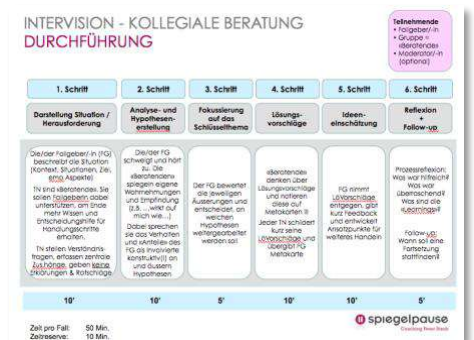 INTERVISION - KOLLEGIALE BERATUNG
DURCHFÜHRUNG
Teilnehmende
• Fallgeber/-in
• Gruppe =
«Beratende»
• Moderator/-in
(optional)
1. Schritt
2. Schritt
3. Schritt
4. Schritt
5. Schritt
6. Schritt
Darstellung Situation /
Herausforderung
Analyse- und
Hypothesen-
erstellung
Fokussierung
auf das
Schlüsselthema
Lösungs-
vorschläge
Ideen-
einschätzung
Reflexion
+
Follow-up
Die/der Fallgeber/-in (FG)
beschreibt die Situation
(Kontext, Situationen, Ziel,
emo Aspekte)
TN sind «Beratende». Sie
sollen Fallgeberin dabei
unterstützen, am Ende
mehr Wissen und
Entscheidungshilfe für
Handlungsschritte
erhalten.
TN stellen Verständnis-
fragen, erfassen zentrale
Zushänge, geben keine
Erklärungen & Ratschläge.
Die/der FG
schweigt und hört
zu. Die
«Beratenden»
spiegeln eigene
Wahrnehmungen
und Empfindung
(z.B. ...wirkt auf
mich wie...)
Dabei sprechen
sie das Verhalten
und «Anteile» des
FG als Involvierte
konstruktiv(!) an
und äussern
Hypothesen
Der FG bewertet
die jeweiligen
Äusserungen und
entscheidet, an
welchen
Hypothesen
weitergearbeitet
werden soll
«Beratende»
denken über
Lösungsvorschläge
und notieren
diese auf
Metakarten
Jeder TN schildert
kurz seine
LöVorschläge und
übergibt FG
Metakarte
FG nimmt
LöVorschläge
entgegen, gibt
kurz Feedback
und entwickelt
Ansatzpunkte für
weiteres Handeln
Prozessreflexion:
Was war hilfreich?
Was war
überraschend?
Was sind die
«Learnings»?
Follow-up:
Wann soll eine
Fortsetzung
stattfinden?
10'
10'
5'
10'
10'
5'
Zeit pro Fall: 50 Min.
Zeitreserve: 10 Min.
spiegelpause